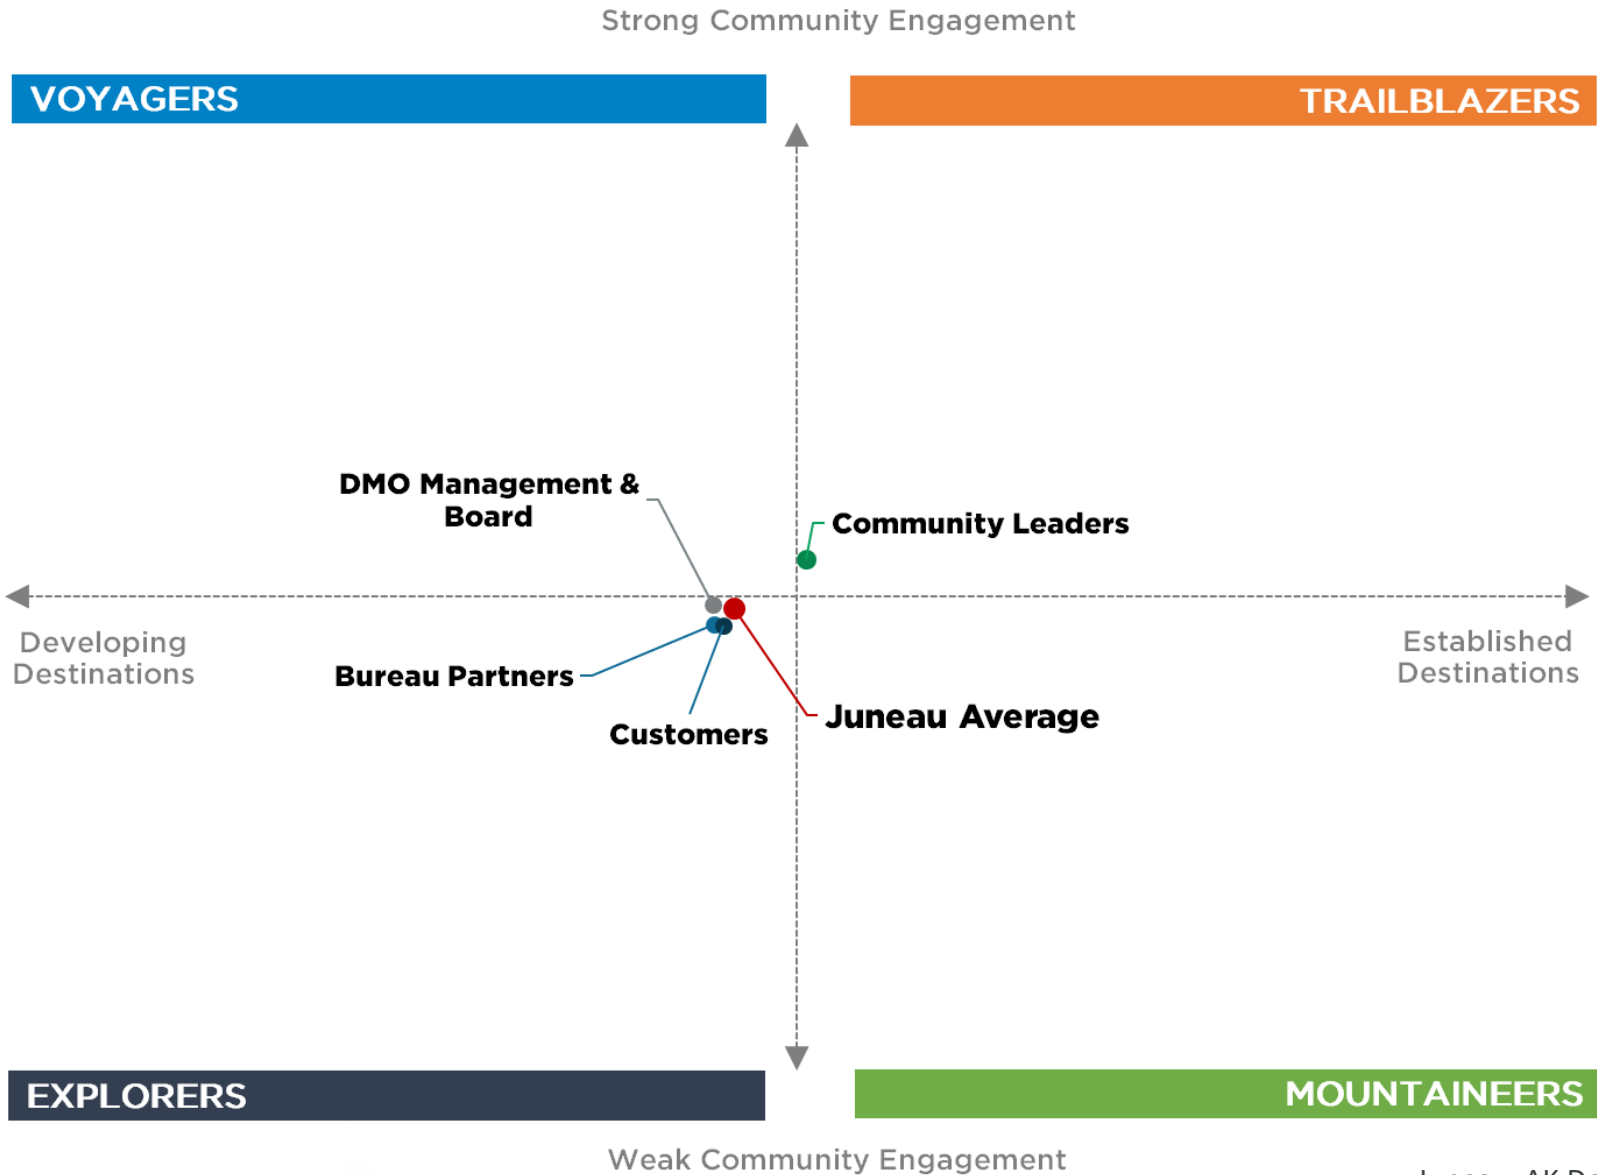 Strong Community Engagement
VOYAGERS
TRAILBLAZERS
DMO Management &
Board
Community Leaders
Developing
Destinations
Established
Destinations
Bureau Partners
Juneau Average
Customers
EXPLORERS
MOUNTAINEERS
Weak Community Engagement